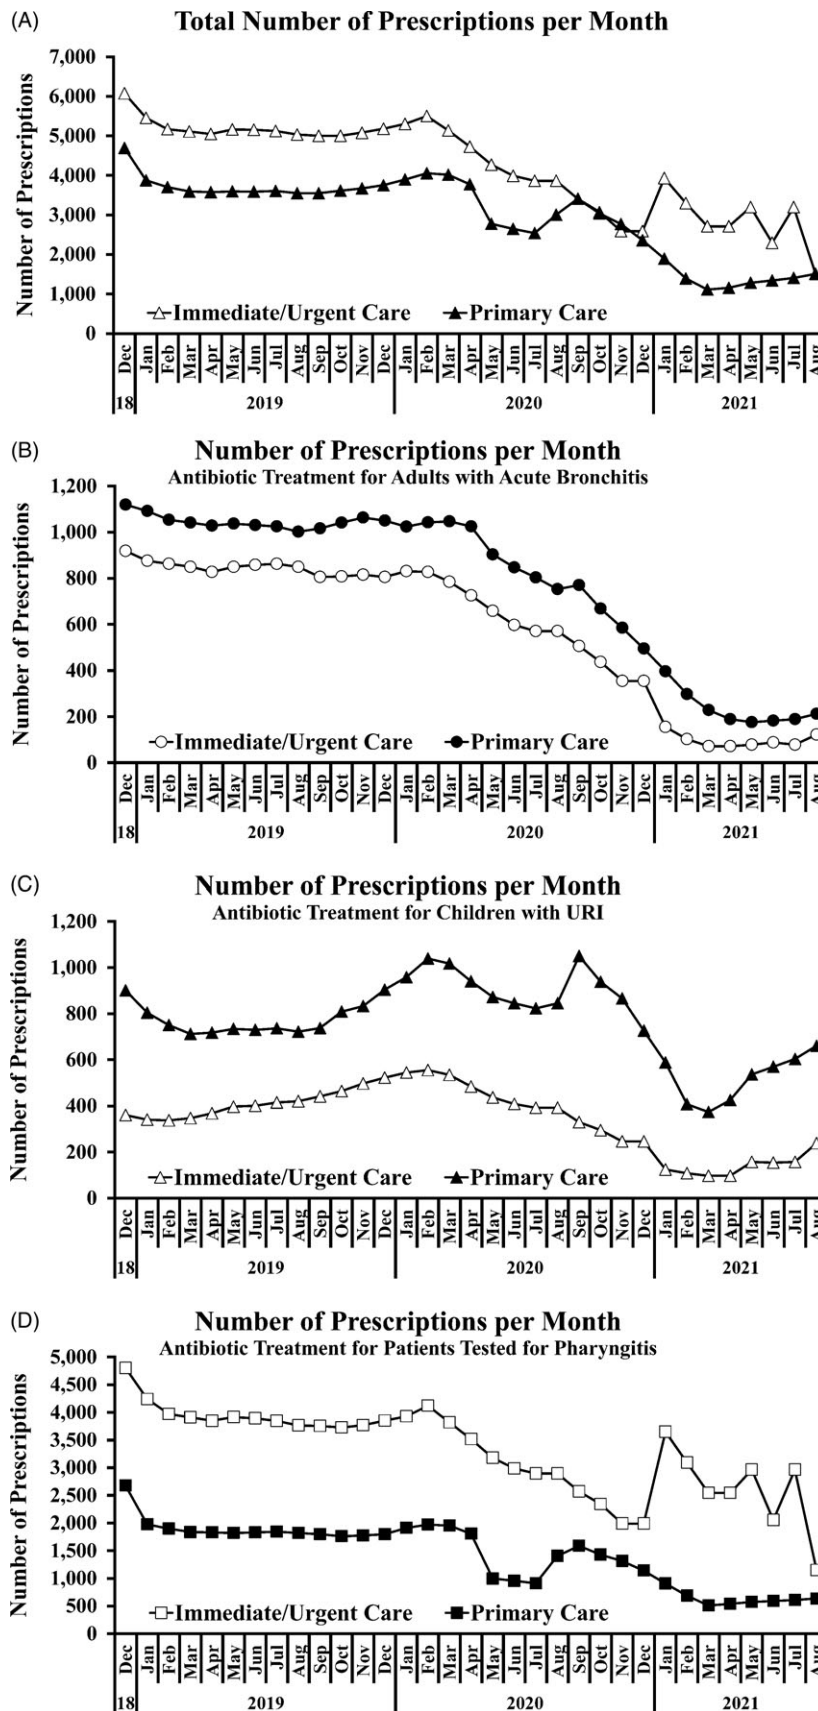 (A) Total Number of Prescriptions per Month
Number of Prescriptions
7,000
6,000
5,000
4,000
3,000
2,000
1,000
0
Immediate/Urgent Care Primary Care
Dec Jan Feb Mar Apr May Jun Jul Aug Sep Oct Nov Dec Jan Feb Mar Apr May Jun Jul Aug Sep Oct Nov Dec Jan Feb Mar Apr May Jun Jul Aug
18 2019 2020 2021
(B) Number of Prescriptions per Month
Antibiotic Treatment for Adults with Acute Bronchitis
Number of Prescriptions
1,200
1,000
800
600
400
200
0
Immediate/Urgent Care Primary Care
Dec Jan Feb Mar Apr May Jun Jul Aug Sep Oct Nov Dec Jan Feb Mar Apr May Jun Jul Aug Sep Oct Nov Dec Jan Feb Mar Apr May Jun Jul Aug
18 2019 2020 2021
(C) Number of Prescriptions per Month
Antibiotic Treatment for Children with URI
Number of Prescriptions
1,200
1,000
800
600
400
200
0
Immediate/Urgent Care Primary Care
Dec Jan Feb Mar Apr May Jun Jul Aug Sep Oct Nov Dec Jan Feb Mar Apr May Jun Jul Aug Sep Oct Nov Dec Jan Feb Mar Apr May Jun Jul Aug
18 2019 2020 2021
(D) Number of Prescriptions per Month
Antibiotic Treatment for Patients Tested for Pharyngitis
Number of Prescriptions
5,000
4,500
4,000
3,500
3,000
2,500
2,000
1,500
1,000
500
0
Immediate/Urgent Care Primary Care
Dec Jan Feb Mar Apr May Jun Jul Aug Sep Oct Nov Dec Jan Feb Mar Apr May Jun Jul Aug Sep Oct Nov Dec Jan Feb Mar Apr May Jun Jul Aug
18 2019 2020 2021